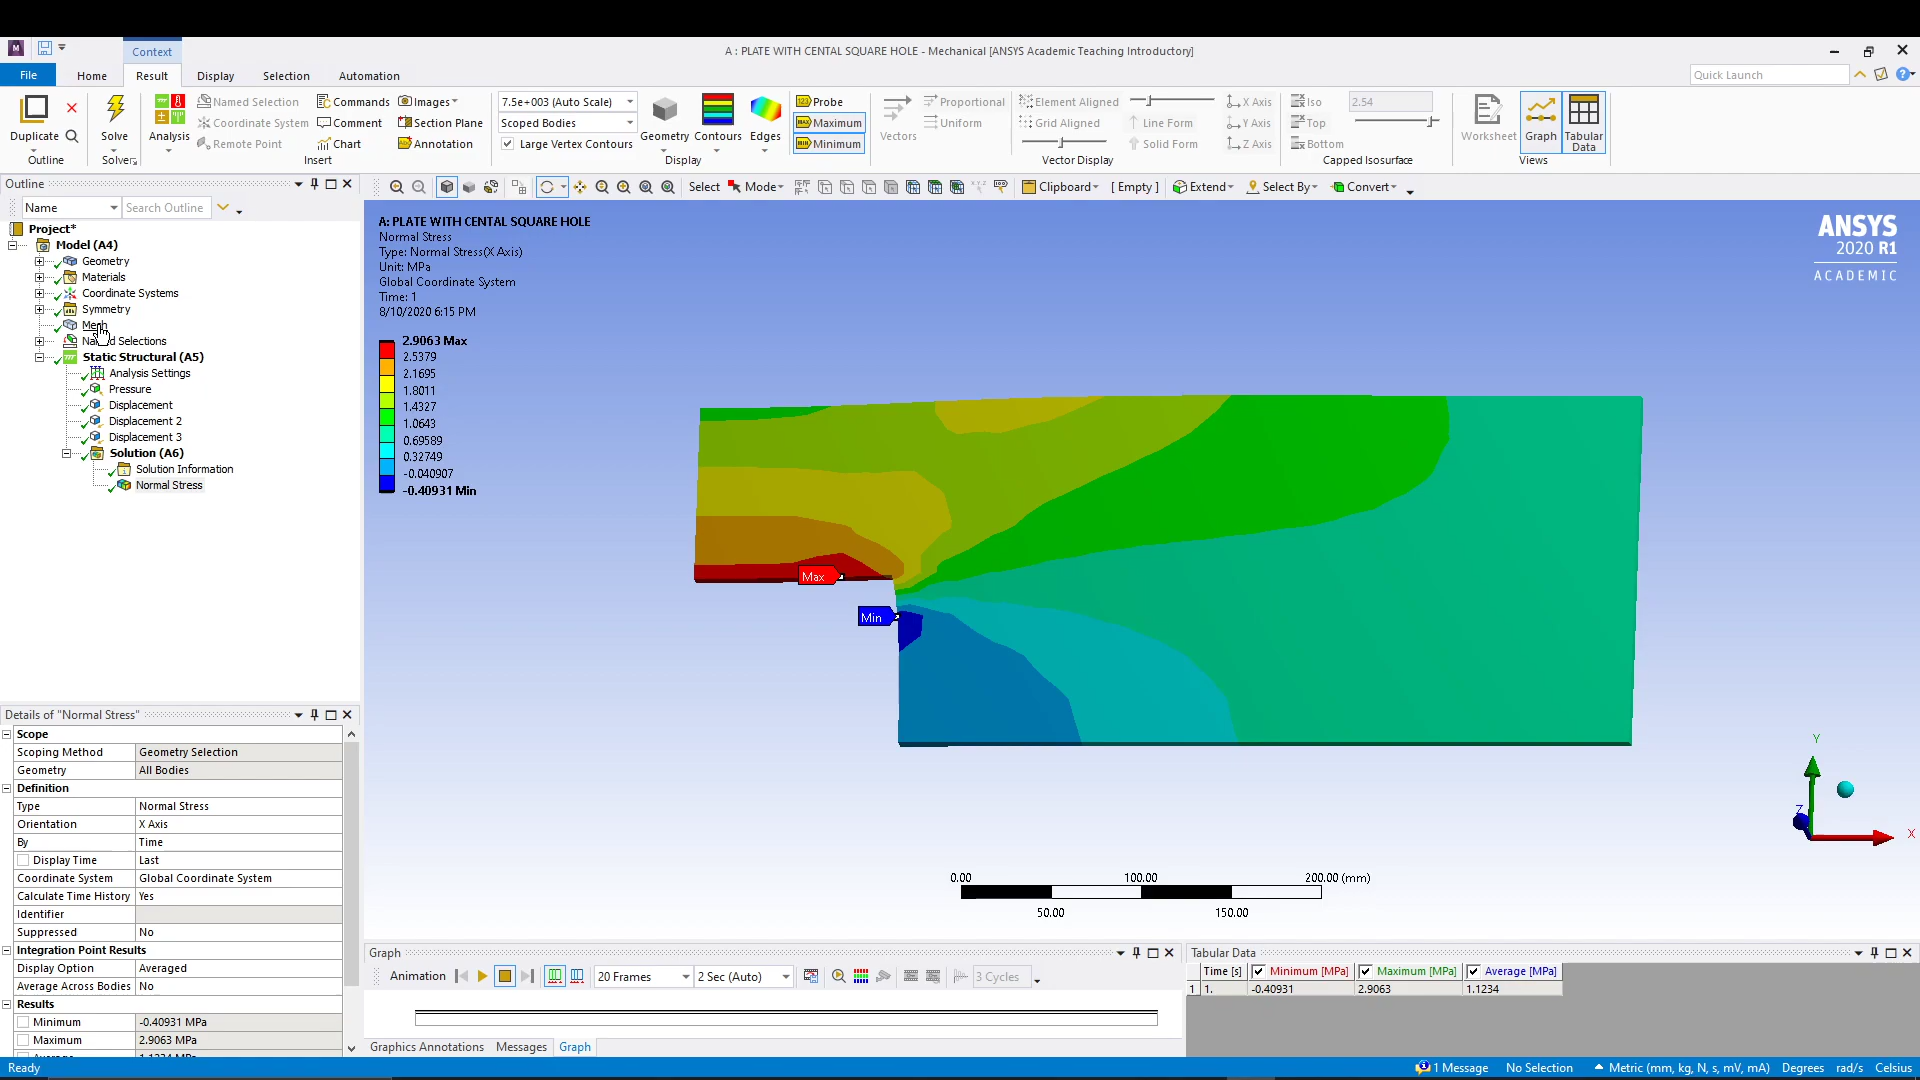 Context
A : PLATE WITH CENTAL SQUARE HOLE - Mechanical [ANSYS Academic Teaching Introductory]
File Home Result Display Selection Automation
Quick Launch
Duplicate
Outline
Solve
Solver
Analysis
Named Selection
Coordinate System
Remote Point
Commands
Comment
Chart
Images
Section Plane
Annotation
Insert
7.5e+003 (Auto Scale)
Scoped Bodies
Large Vertex Contours
Geometry
Contours
Edges
Display
Probe
Maximum
Minimum
Vectors
Proportional
Uniform
Element Aligned
Grid Aligned
Line Form
Solid Form
X Axis
Y Axis
Z Axis
Vector Display
Iso
Top
Bottom
2.54
Capped Isosurface
Worksheet
Graph
Tabular Data
Views
Outline
Name
Search Outline
Select Mode Clipboard [ Empty ] Extend Select By Convert
Project*
Model (A4)
Geometry
Materials
Coordinate Systems
Symmetry
Mesh
Named Selections
Static Structural (A5)
Analysis Settings
Pressure
Displacement
Displacement 2
Displacement 3
Solution (A6)
Solution Information
Normal Stress
A: PLATE WITH CENTAL SQUARE HOLE
Normal Stress
Type: Normal Stress(X Axis)
Unit: MPa
Global Coordinate System
Time: 1
8/10/2020 6:15 PM
2.9063 Max
2.5379
2.1695
1.8011
1.4327
1.0643
0.69589
0.32749
-0.040907
-0.40931 Min
ANSYS
2020 R1
ACADEMIC
Max
Min
Y
Z
X
0.00 100.00 200.00 (mm)
50.00 150.00
Details of "Normal Stress"
Scope
Scoping Method Geometry Selection
Geometry All Bodies
Definition
Type Normal Stress
Orientation X Axis
By Time
Display Time Last
Coordinate System Global Coordinate System
Calculate Time History Yes
Identifier
Suppressed No
Integration Point Results
Display Option Averaged
Average Across Bodies No
Results
Minimum -0.40931 MPa
Maximum 2.9063 MPa
Graph
Animation 20 Frames 2 Sec (Auto) 3 Cycles
Graphics Annotations Messages Graph
Tabular Data
Time [s] Minimum [MPa] Maximum [MPa] Average [MPa]
1 1. -0.40931 2.9063 1.1234
Ready
1 Message No Selection Metric (mm, kg, N, s, mV, mA) Degrees rad/s Celsius